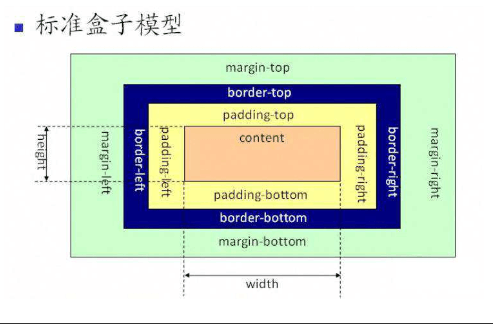 标准盒子模型
margin-top
border-top
padding-top
content
height
margin-left
border-left
padding-left
padding-right
border-right
margin-right
padding-bottom
border-bottom
margin-bottom
width